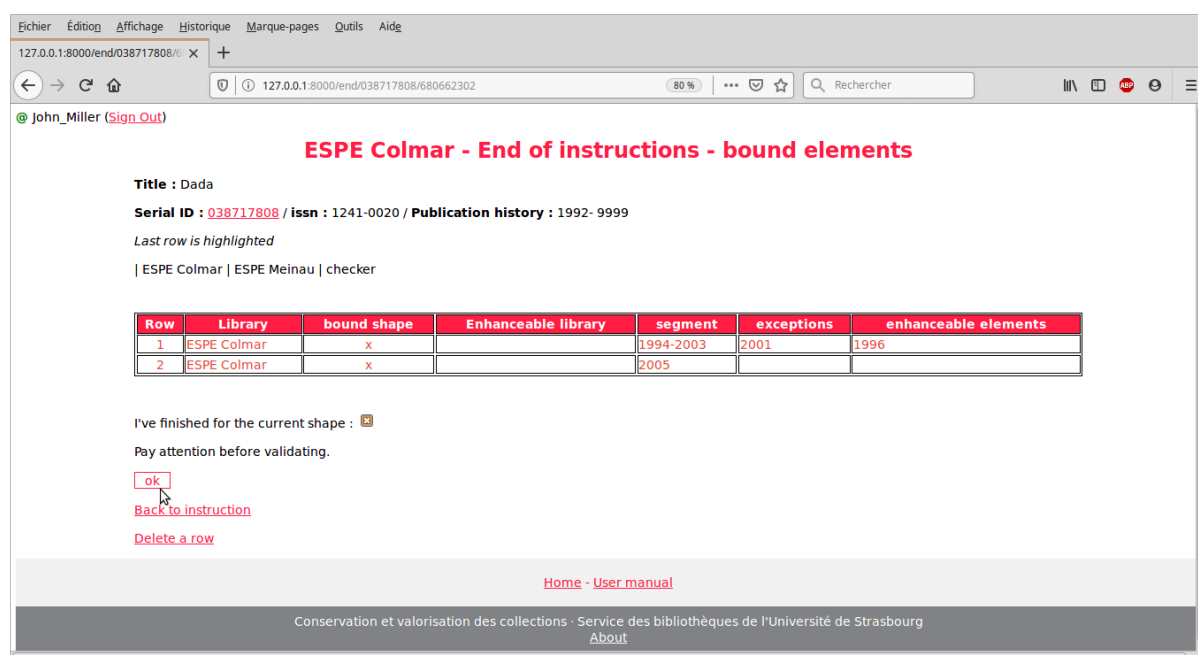 Fichier Édition Affichage Historique Marque-pages Outils Aide
127.0.0.1:8000/end/038717808/6
127.0.0.1:8000/end/038717808/680662302 80 % Rechercher ABP
@ John_Miller (Sign Out)
ESPE Colmar - End of instructions - bound elements
Title : Dada
Serial ID : 038717808 / issn : 1241-0020 / Publication history : 1992- 9999
Last row is highlighted
| ESPE Colmar | ESPE Meinau | checker
Row Library bound shape Enhanceable library segment exceptions enhanceable elements
1 ESPE Colmar x 1994-2003 2001 1996
2 ESPE Colmar x 2005
I've finished for the current shape :
Pay attention before validating.
ok
Back to instruction
Delete a row
Home - User manual
Conservation et valorisation des collections · Service des bibliothèques de l'Université de Strasbourg
About